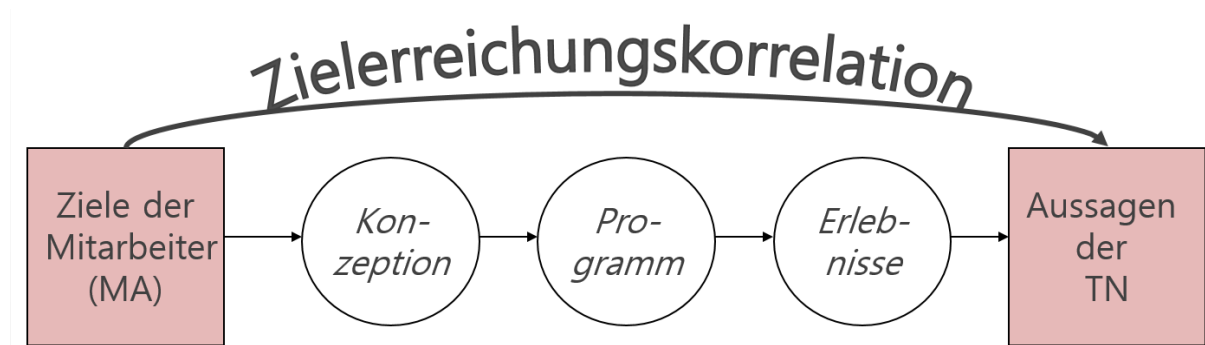 Zielerreichungskorrelation
Ziele der
Mitarbeiter
(MA)
Kon-
zeption
Pro-
gramm
Erleb-
nisse
Aussagen
der
TN